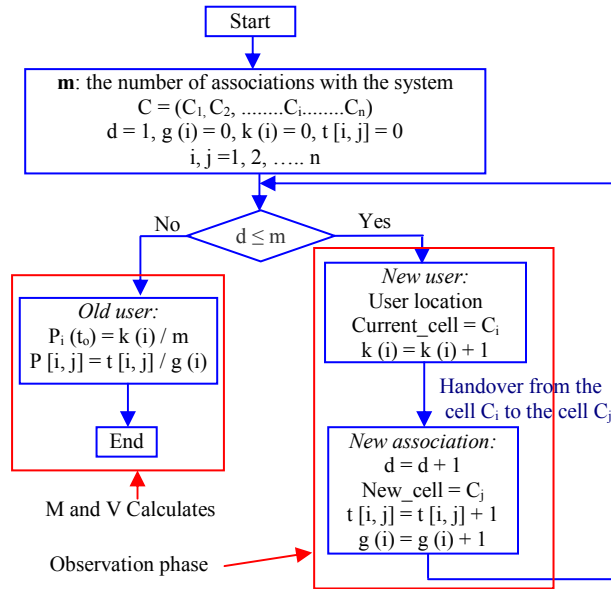 Start
m: the number of associations with the system
C = (C1, C2, ........Ci........Cn)
d = 1, g (i) = 0, k (i) = 0, t [i, j] = 0
i, j =1, 2, ….. n
No
d ≤ m
Yes
Old user:
Pi (to) = k (i) / m
P [i, j] = t [i, j] / g (i)
End
M and V Calculates
New user:
User location
Current_cell = Ci
k (i) = k (i) + 1
Handover from the
cell Ci to the cell Cj
New association:
d = d + 1
New_cell = Cj
t [i, j] = t [i, j] + 1
g (i) = g (i) + 1
Observation phase